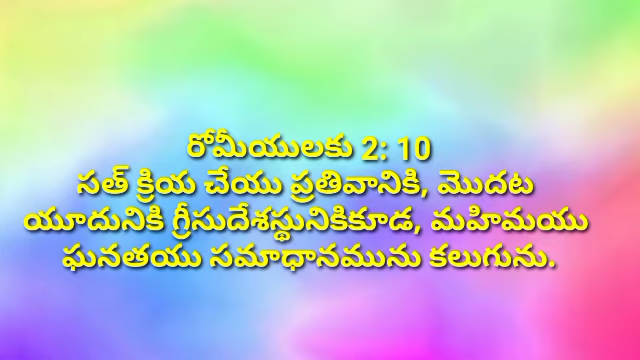 రోమీయులకు 2: 10
సత్ క్రియ చేయు ప్రతివానికి, మొదట
యూదునికి గ్రీసుదేశస్థునికికూడ, మహిమయు
ఘనతయు సమాధానమును కలుగును.